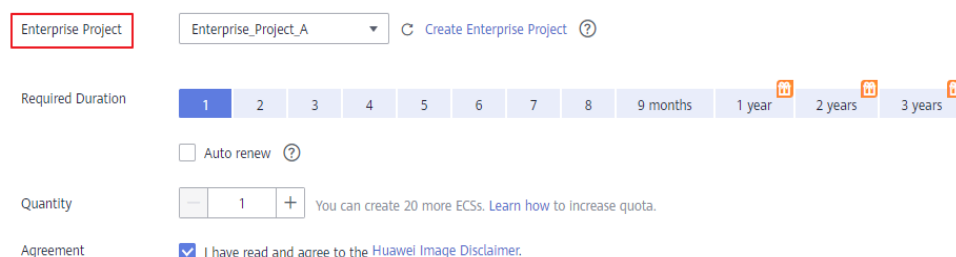 Enterprise Project Enterprise_Project_A Create Enterprise Project ?
Required Duration 1 2 3 4 5 6 7 8 9 months 1 year 2 years 3 years
Auto renew ?
Quantity 1 + You can create 20 more ECSs. Learn how to increase quota.
Agreement I have read and agree to the Huawei Image Disclaimer.